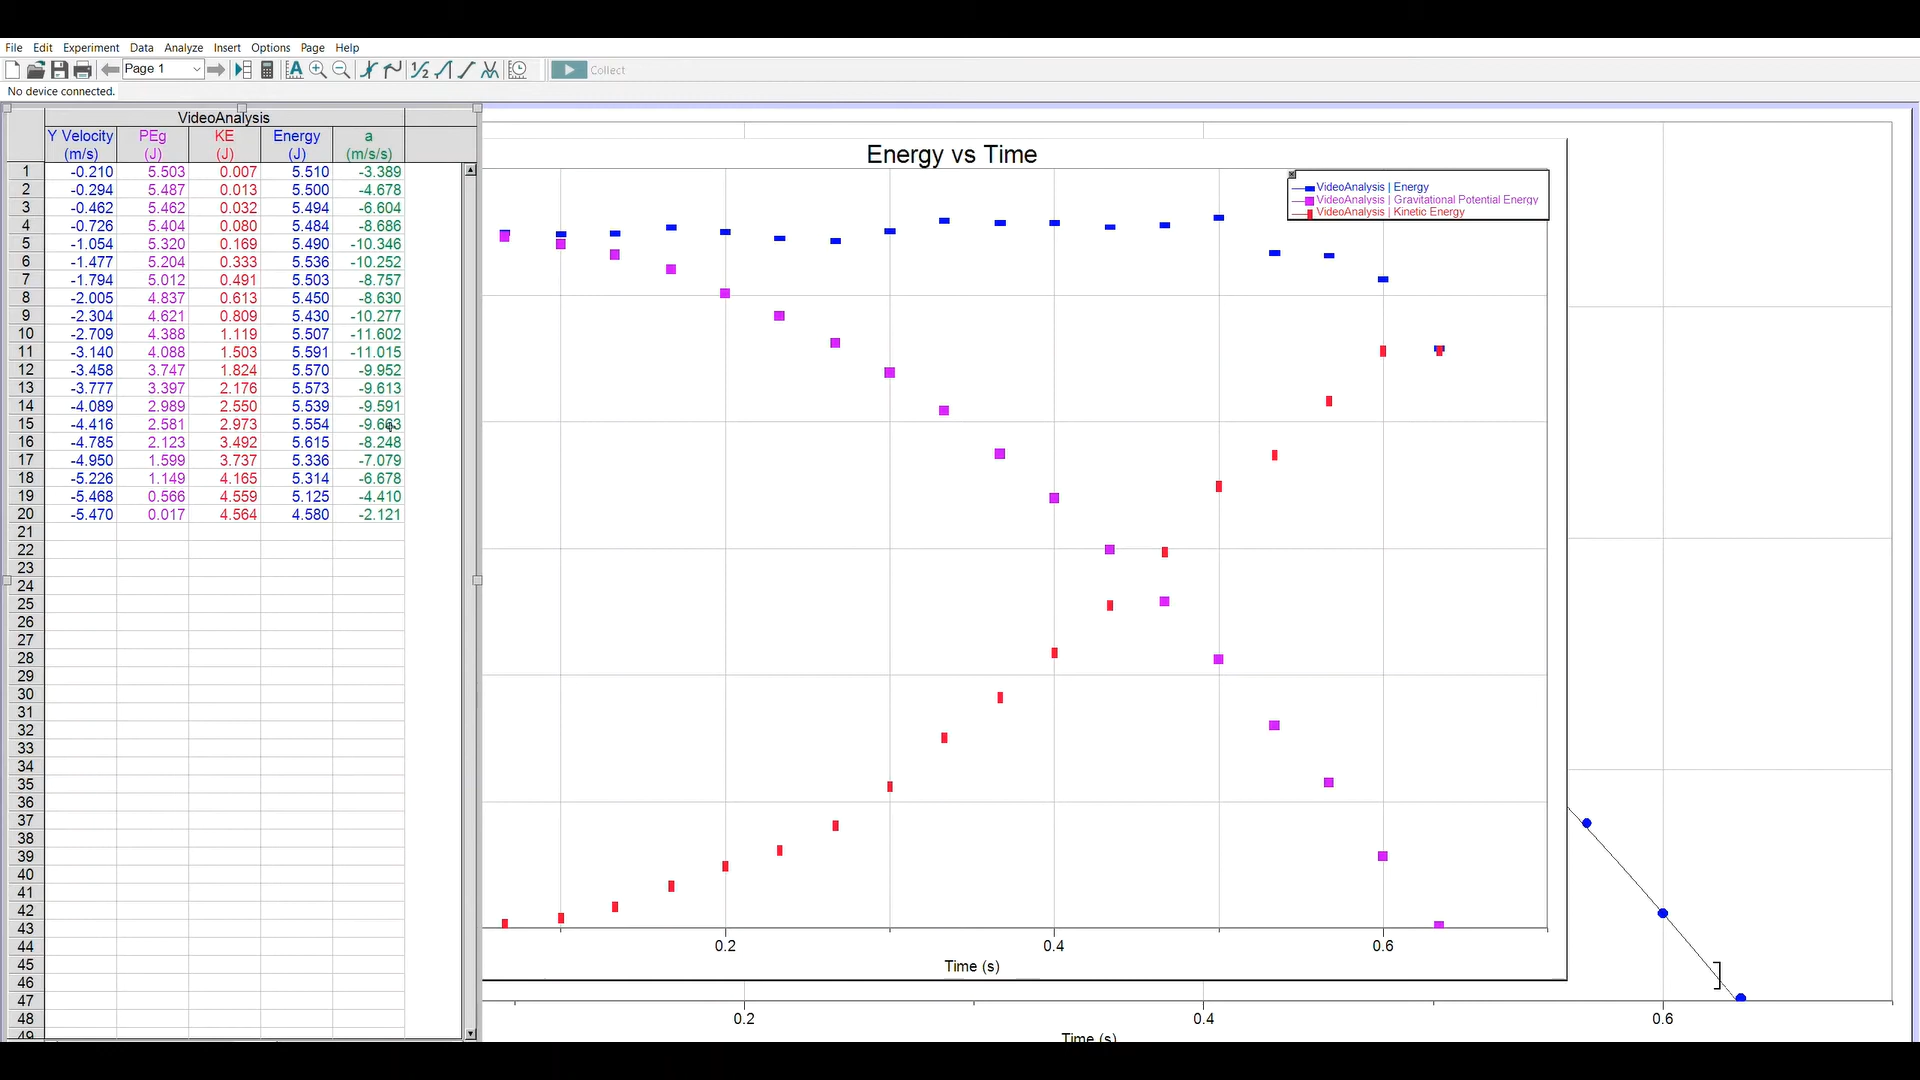 File Edit Experiment Data Analyze Insert Options Page Help
Page 1
Collect
No device connected.
VideoAnalysis
Y Velocity PEg KE Energy a
(m/s) (J) (J) (J) (m/s/s)
1 -0.210 5.503 0.007 5.510 -3.389
2 -0.294 5.487 0.013 5.500 -4.678
3 -0.462 5.462 0.032 5.494 -6.604
4 -0.726 5.404 0.080 5.484 -8.686
5 -1.054 5.320 0.169 5.490 -10.346
6 -1.477 5.204 0.333 5.536 -10.252
7 -1.794 5.012 0.491 5.503 -8.757
8 -2.005 4.837 0.613 5.450 -8.630
9 -2.304 4.621 0.809 5.430 -10.277
10 -2.709 4.388 1.119 5.507 -11.602
11 -3.140 4.088 1.503 5.591 -11.015
12 -3.458 3.747 1.824 5.570 -9.952
13 -3.777 3.397 2.176 5.573 -9.613
14 -4.089 2.989 2.550 5.539 -9.591
15 -4.416 2.581 2.973 5.554
16 -4.785 2.123 3.492 5.615 -8.248
17 -4.950 1.599 3.737 5.336 -7.079
18 -5.226 1.149 4.165 5.314 -6.678
19 -5.468 0.566 4.559 5.125 -4.410
20 -5.470 0.017 4.564 4.580 -2.121
21
22
23
24
25
26
27
28
29
30
31
32
33
34
35
36
37
38
39
40
41
42
43
44
45
46
47
48
49
Energy vs Time
VideoAnalysis | Energy
VideoAnalysis | Gravitational Potential Energy
VideoAnalysis | Kinetic Energy
0.2 0.4 0.6
Time (s)
0.2 0.4 0.6
Time (s)